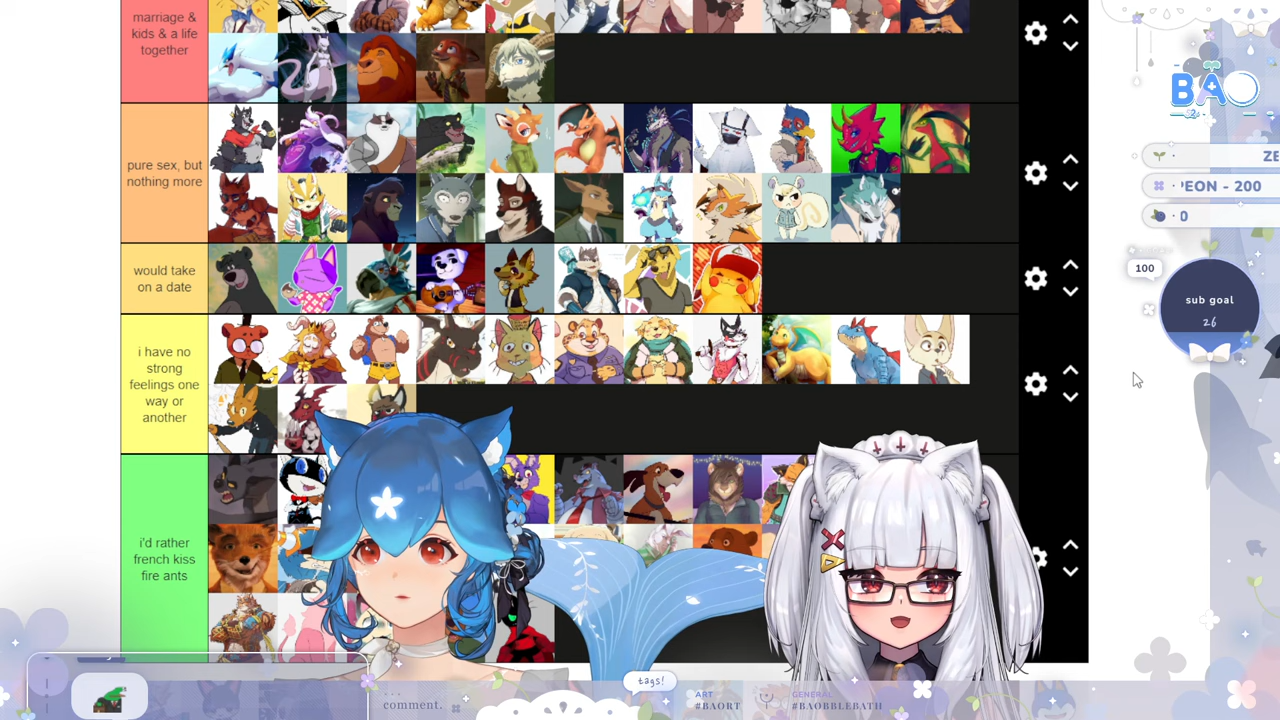 marriage &
kids & a life
together
pure sex, but
nothing more
would take
on a date
i have no
strong
feelings one
way or
another
i'd rather
french kiss
fire ants
BAO
ZE
'EON - 200
0
100
sub goal
26
tags!
comment.
ART
#BAORT
GENERAL
#BAOBBLEBATH